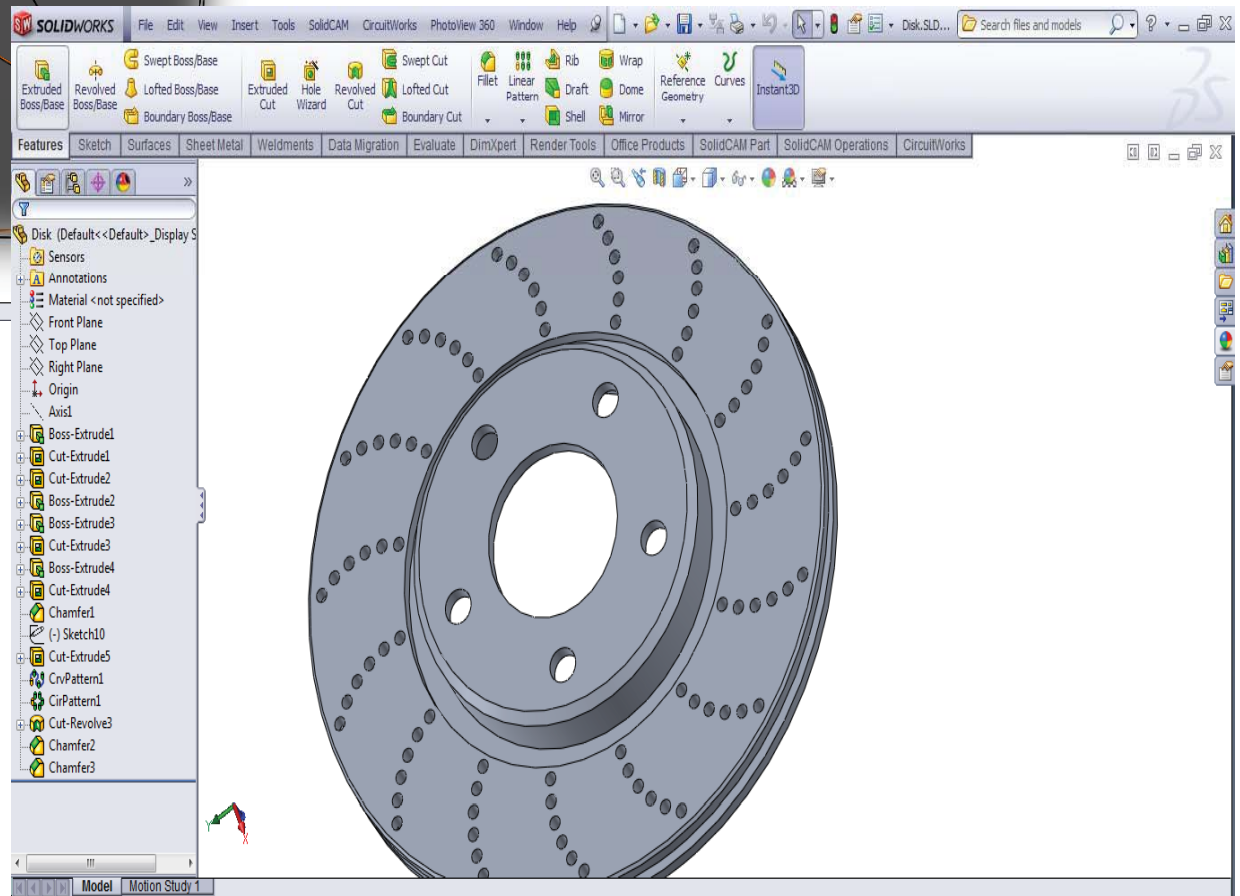 SOLIDWORKS File Edit View Insert Tools SolidCAM CircuitWorks PhotoView 360 Window Help Disk.SLD... Search files and models ?
Extruded Boss/Base
Revolved Boss/Base
Swept Boss/Base
Lofted Boss/Base
Boundary Boss/Base
Extruded Cut
Hole Wizard
Revolved Cut
Swept Cut
Lofted Cut
Boundary Cut
Fillet
Linear Pattern
Rib
Draft
Shell
Wrap
Dome
Mirror
Reference Geometry
Curves
Instant3D
Features Sketch Surfaces Sheet Metal Weldments Data Migration Evaluate DimXpert Render Tools Office Products SolidCAM Part SolidCAM Operations CircuitWorks
Disk (Default<<Default>_Display S
Sensors
A Annotations
Material <not specified>
Front Plane
Top Plane
Right Plane
Origin
Axis1
Boss-Extrude1
Cut-Extrude1
Cut-Extrude2
Boss-Extrude2
Boss-Extrude3
Cut-Extrude3
Boss-Extrude4
Cut-Extrude4
Chamfer1
(-) Sketch10
Cut-Extrude5
CrvPattern1
CirPattern1
Cut-Revolve3
Chamfer2
Chamfer3
Y
X
Model Motion Study 1